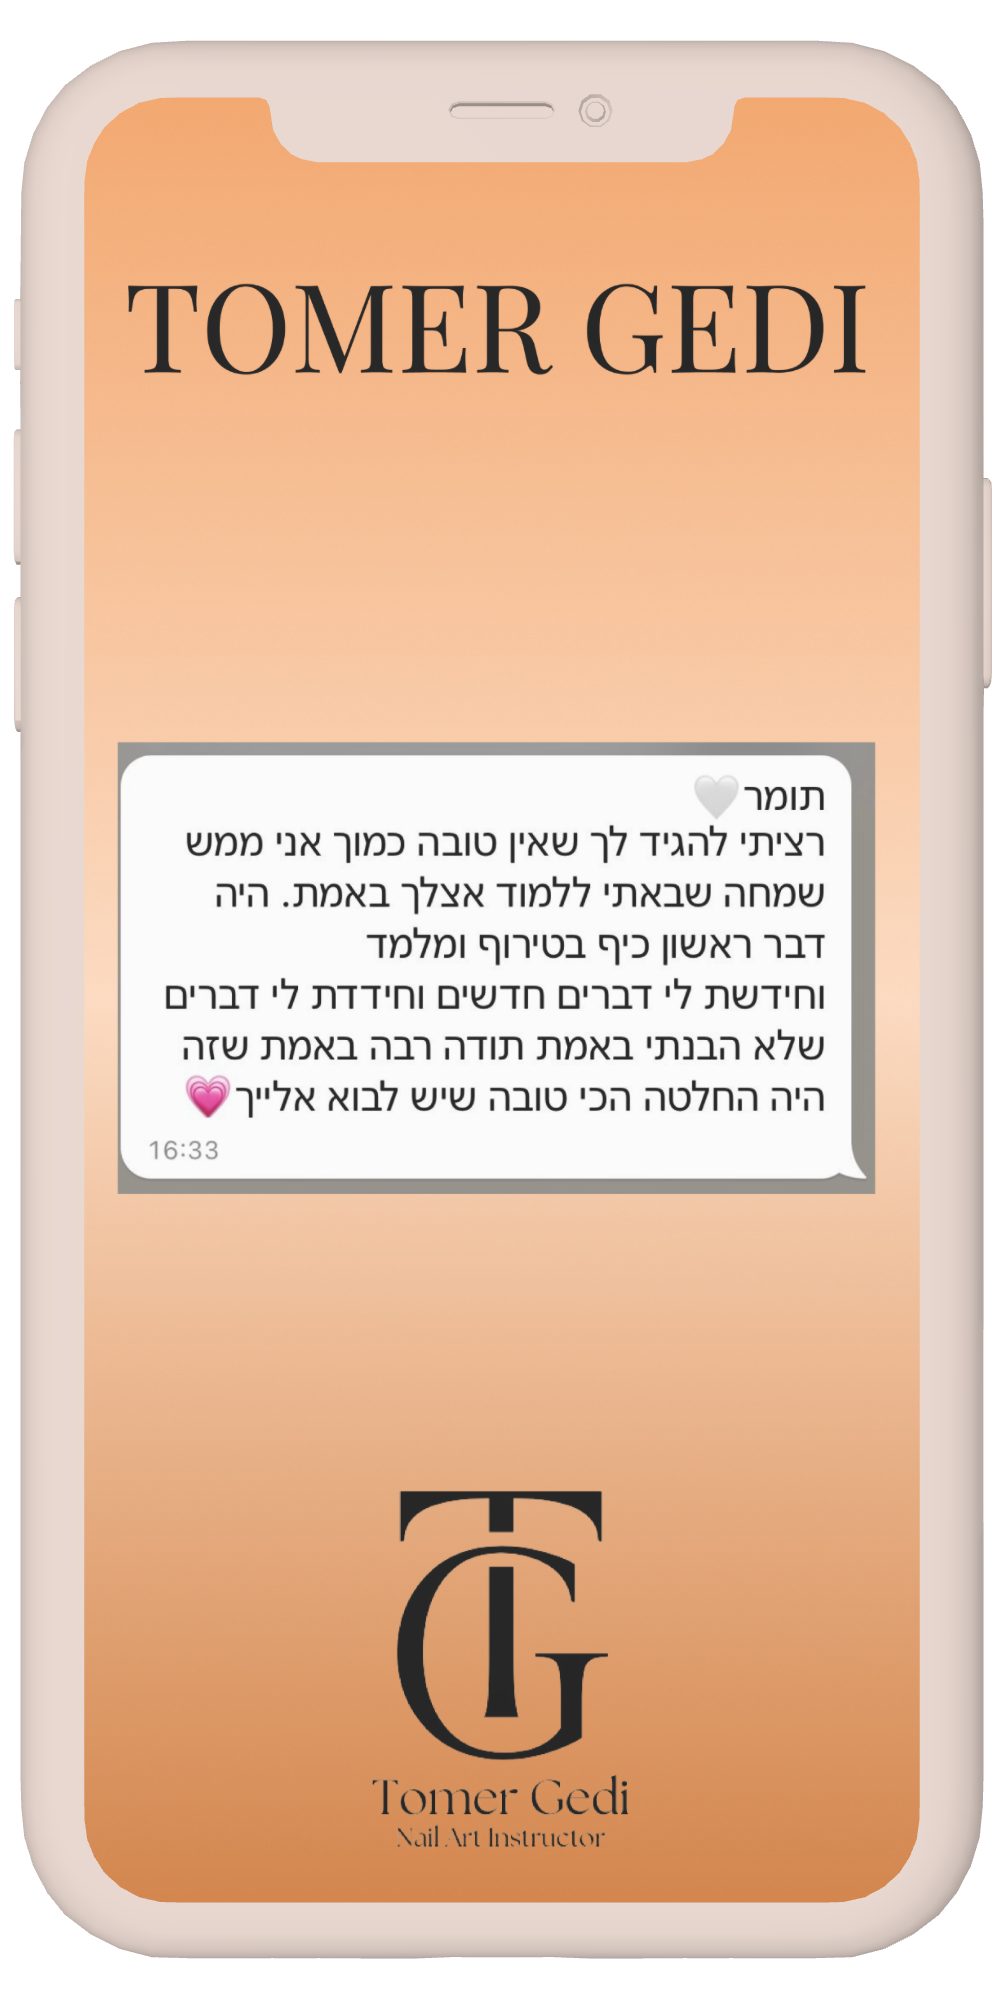 TOMER GEDI
תומר🤍
רציתי להגיד לך שאין טובה כמוך אני ממש
שמחה שבאתי ללמוד אצלך באמת. היה
דבר ראשון כיף בטירוף ומלמד
וחידשת לי דברים חדשים וחידדת לי דברים
שלא הבנתי באמת תודה רבה באמת שזה
היה החלטה הכי טובה שיש לבוא אלייך💗
16:33
TG
Tomer Gedi
Nail Art Instructor